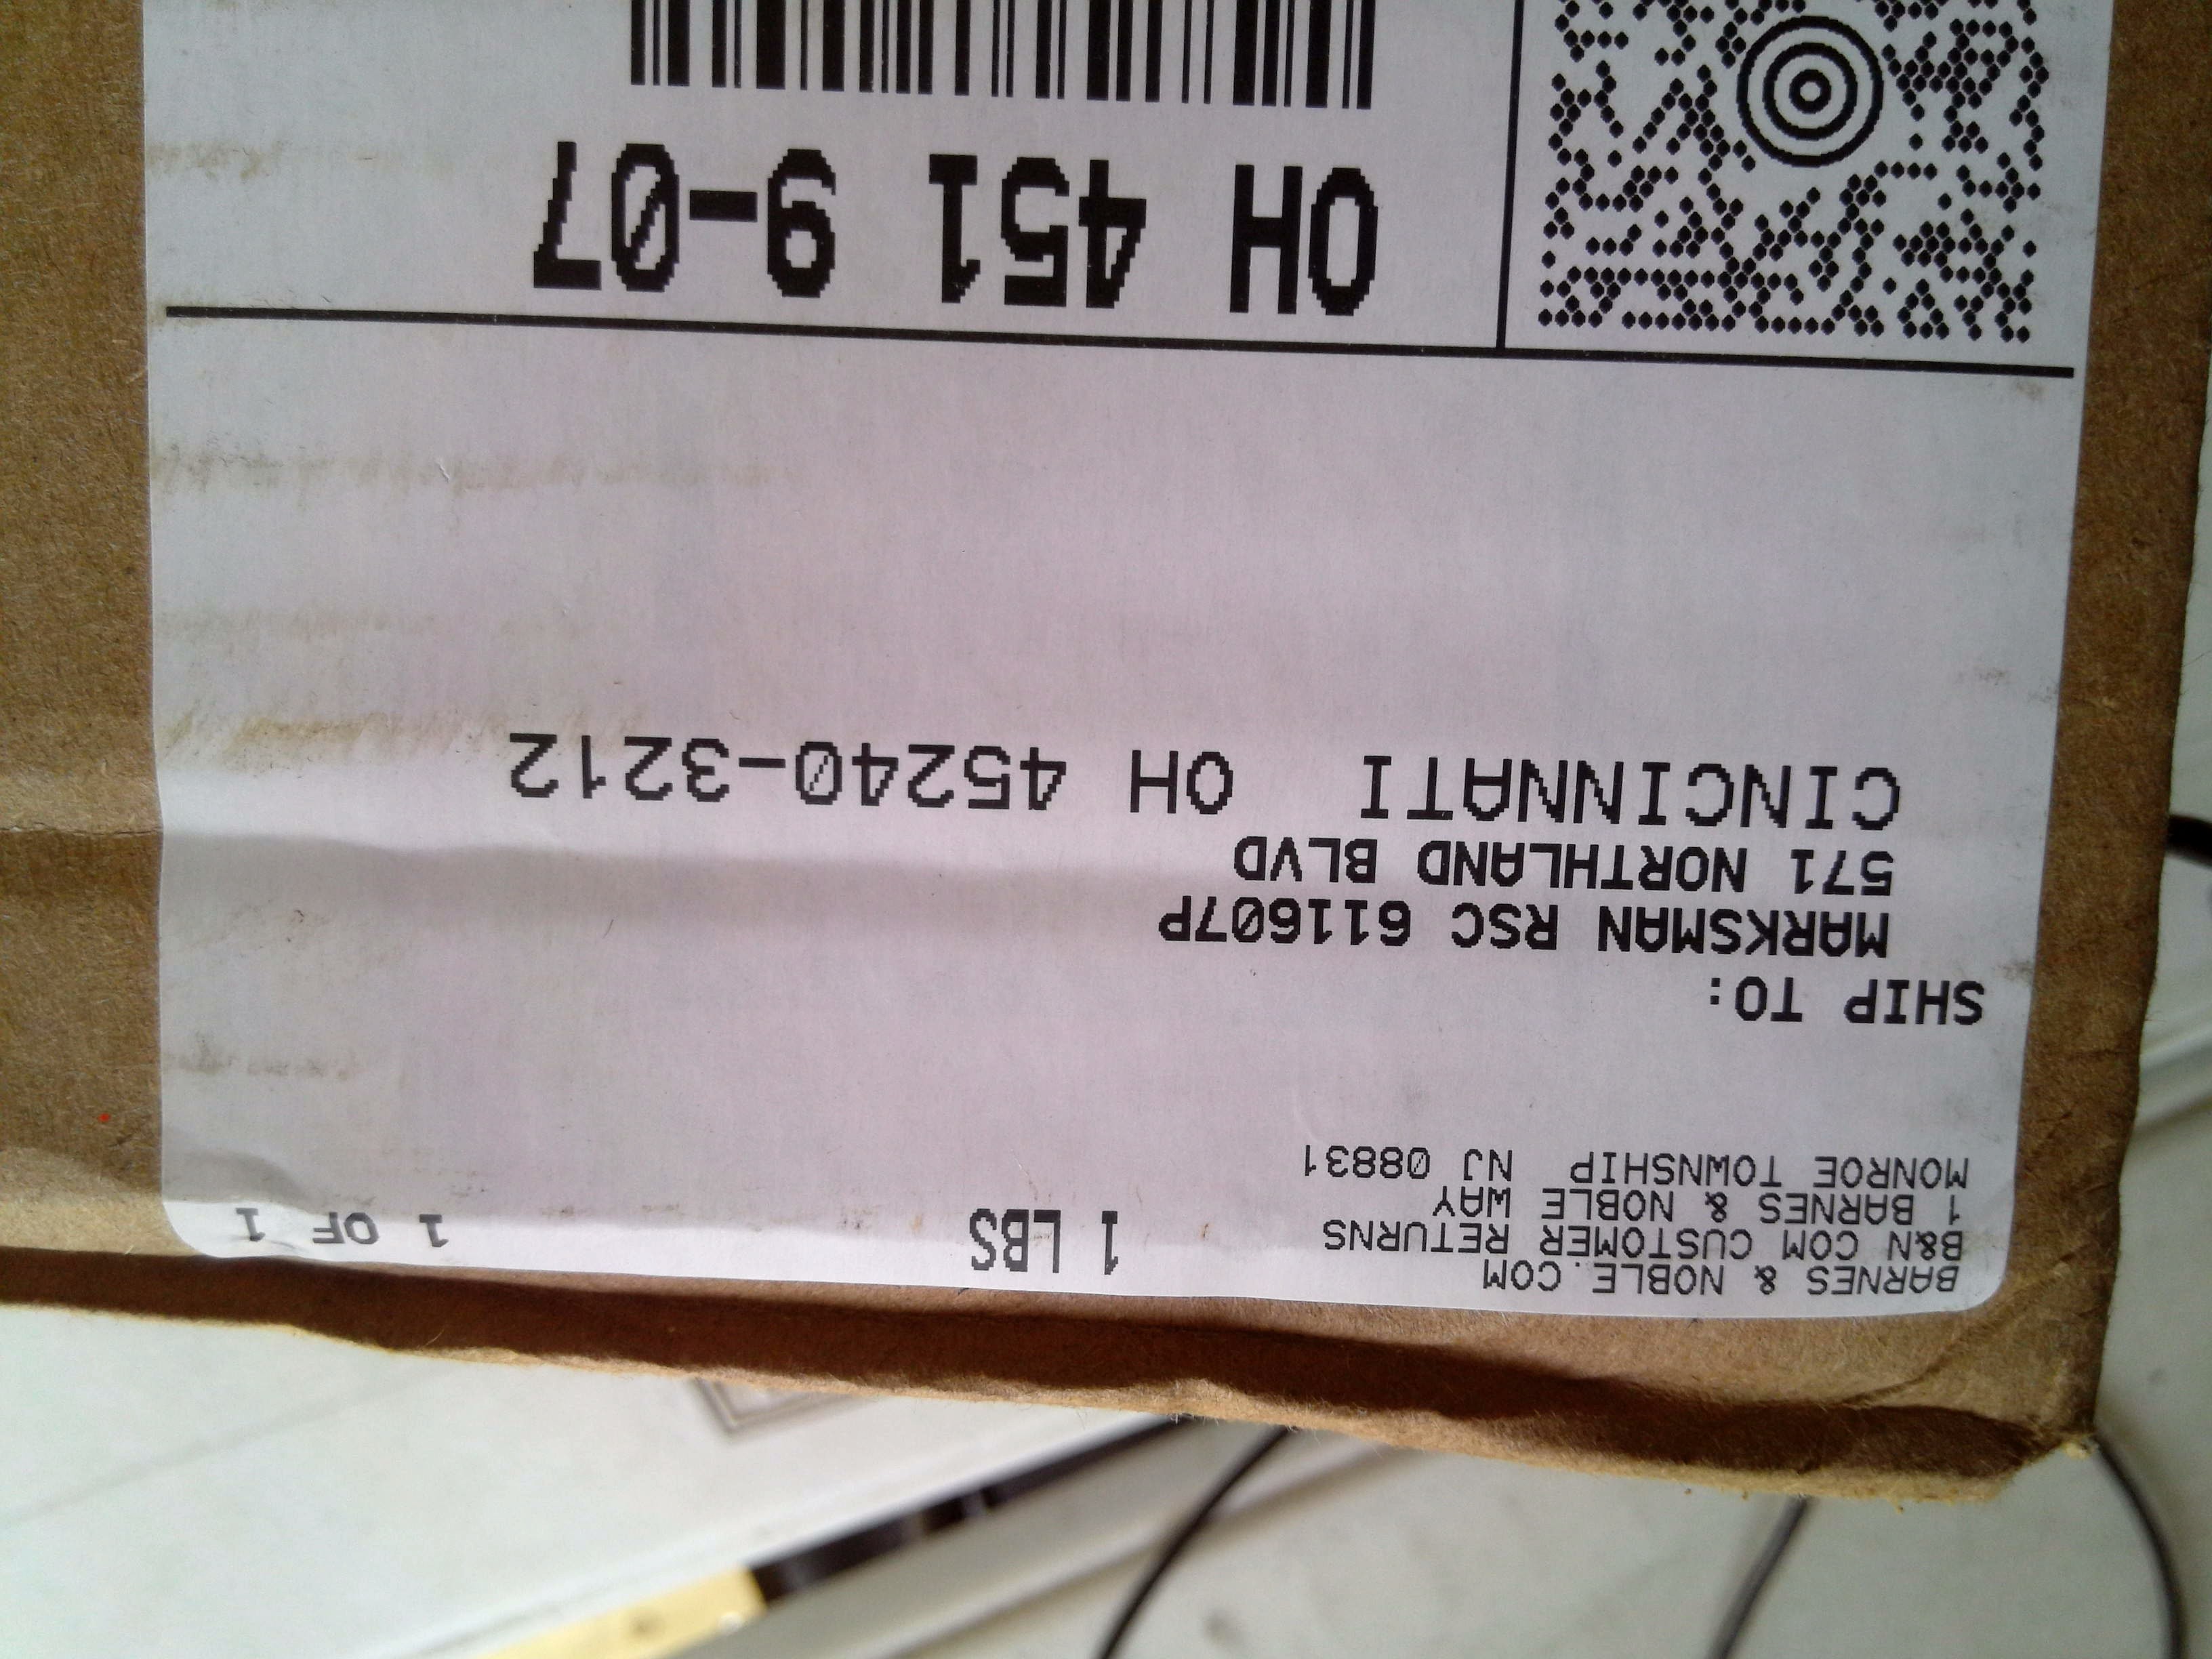 BARNES & NOBLE.COM
B&N COM CUSTOMER RETURNS
1 BARNES & NOBLE WAY
MONROE TOWNSHIP NJ 08831
1 LBS
1 OF 1
SHIP TO:
MARKSMAN RSC 611607P
571 NORTHLAND BLVD
CINCINNATI OH 45240-3212
OH 451 9-07